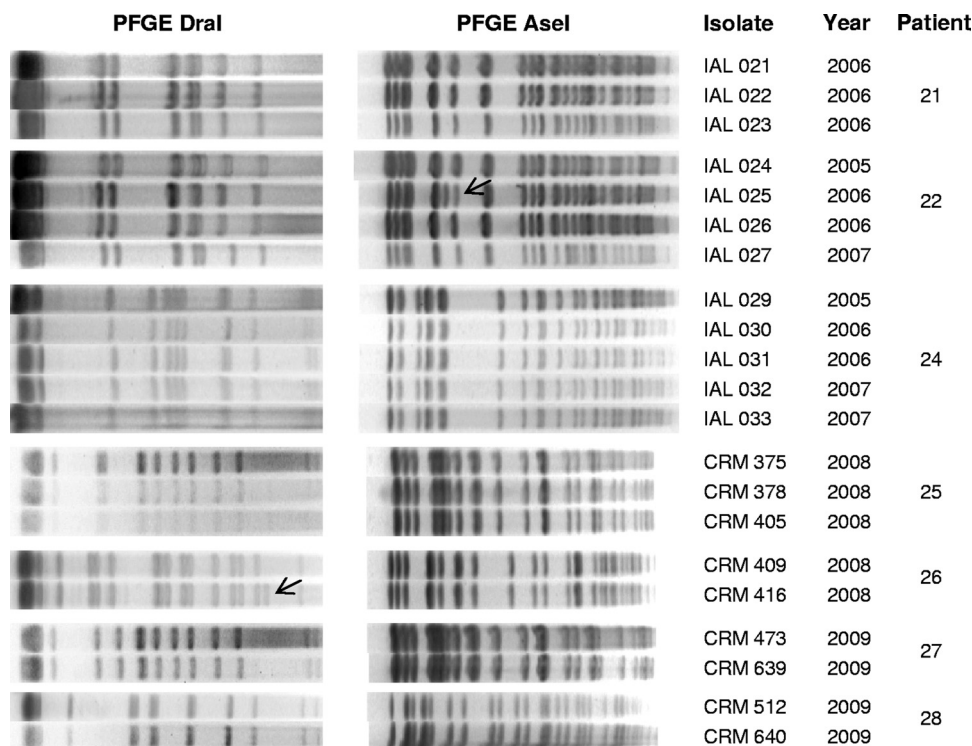 PFGE DraI PFGE AseI Isolate Year Patient
IAL 021 2006
IAL 022 2006 21
IAL 023 2006
IAL 024 2005
IAL 025 2006 22
IAL 026 2006
IAL 027 2007
IAL 029 2005
IAL 030 2006
IAL 031 2006 24
IAL 032 2007
IAL 033 2007
CRM 375 2008
CRM 378 2008 25
CRM 405 2008
CRM 409 2008 26
CRM 416 2008
CRM 473 2009 27
CRM 639 2009
CRM 512 2009 28
CRM 640 2009